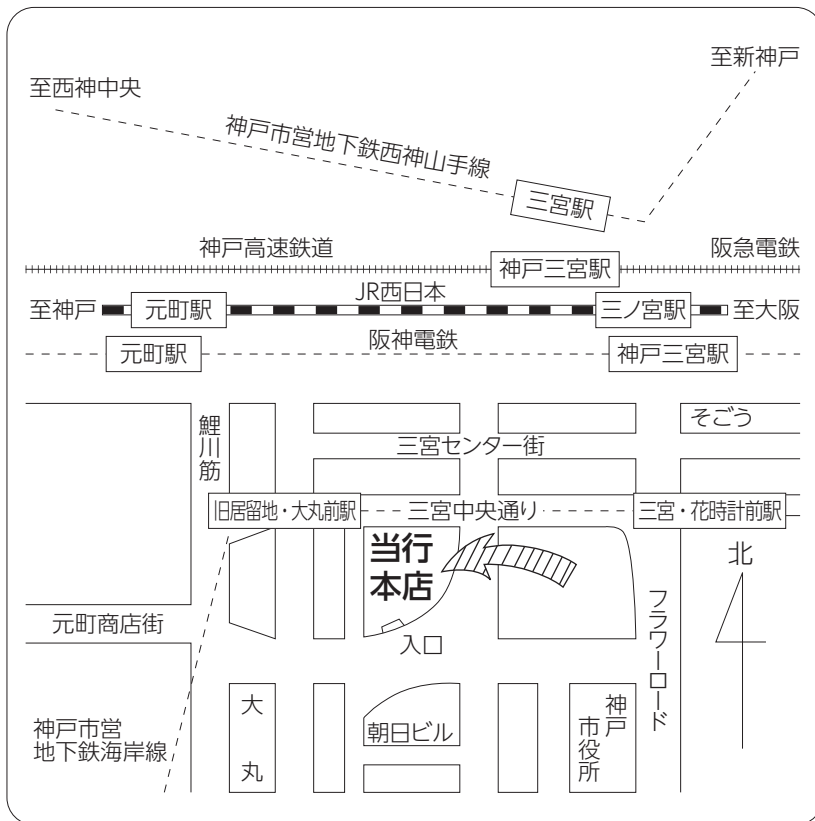 至新神戸
至西神中央
神戸市営地下鉄西神山手線
三宮駅
神戸高速鉄道
阪急電鉄
神戸三宮駅
JR西日本
至神戸
元町駅
三ノ宮駅
至大阪
阪神電鉄
元町駅
神戸三宮駅
鯉川筋
そごう
三宮センター街
旧居留地・大丸前駅
三宮中央通り
三宮・花時計前駅
当行
本店
北
入口
元町商店街
フラワーロード
大丸
朝日ビル
神戸
市役所
神戸市営
地下鉄海岸線